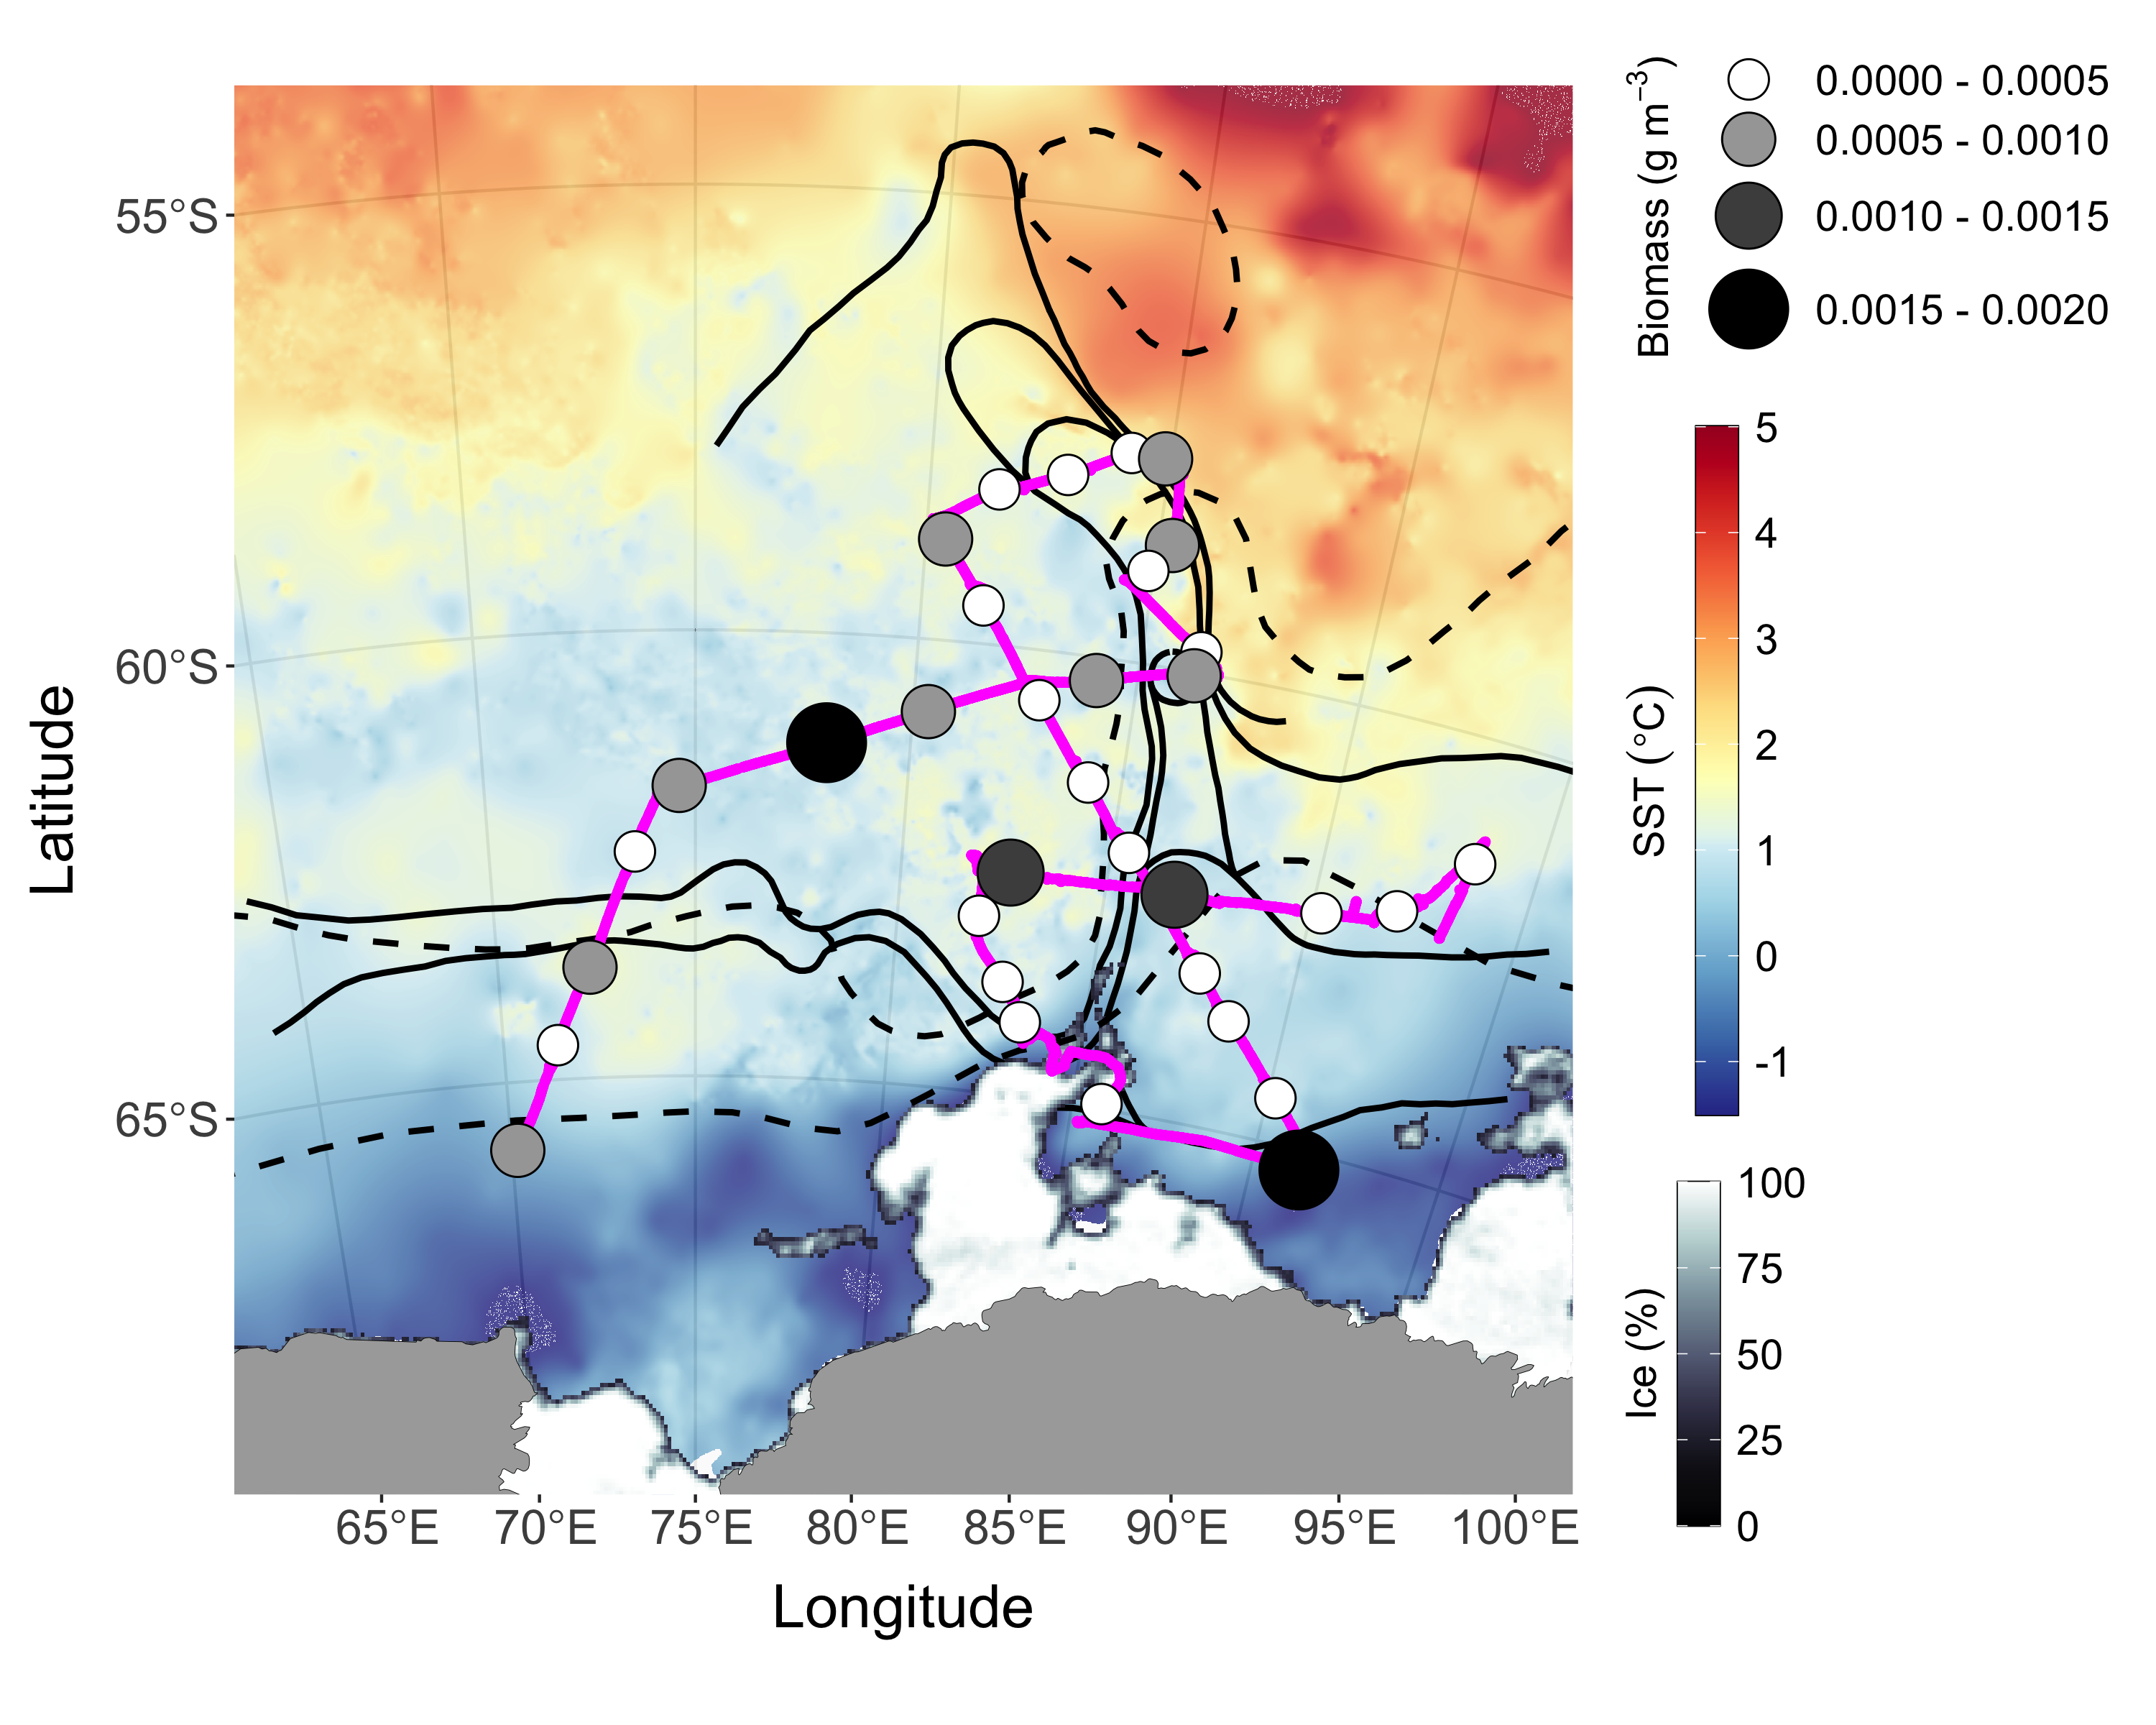 Latitude
55°S
60°S
65°S
65°E 70°E 75°E 80°E 85°E 90°E 95°E 100°E
Longitude
Biomass (g m⁻³)
0.0000 - 0.0005
0.0005 - 0.0010
0.0010 - 0.0015
0.0015 - 0.0020
SST (°C)
5
4
3
2
1
0
-1
Ice (%)
100
75
50
25
0